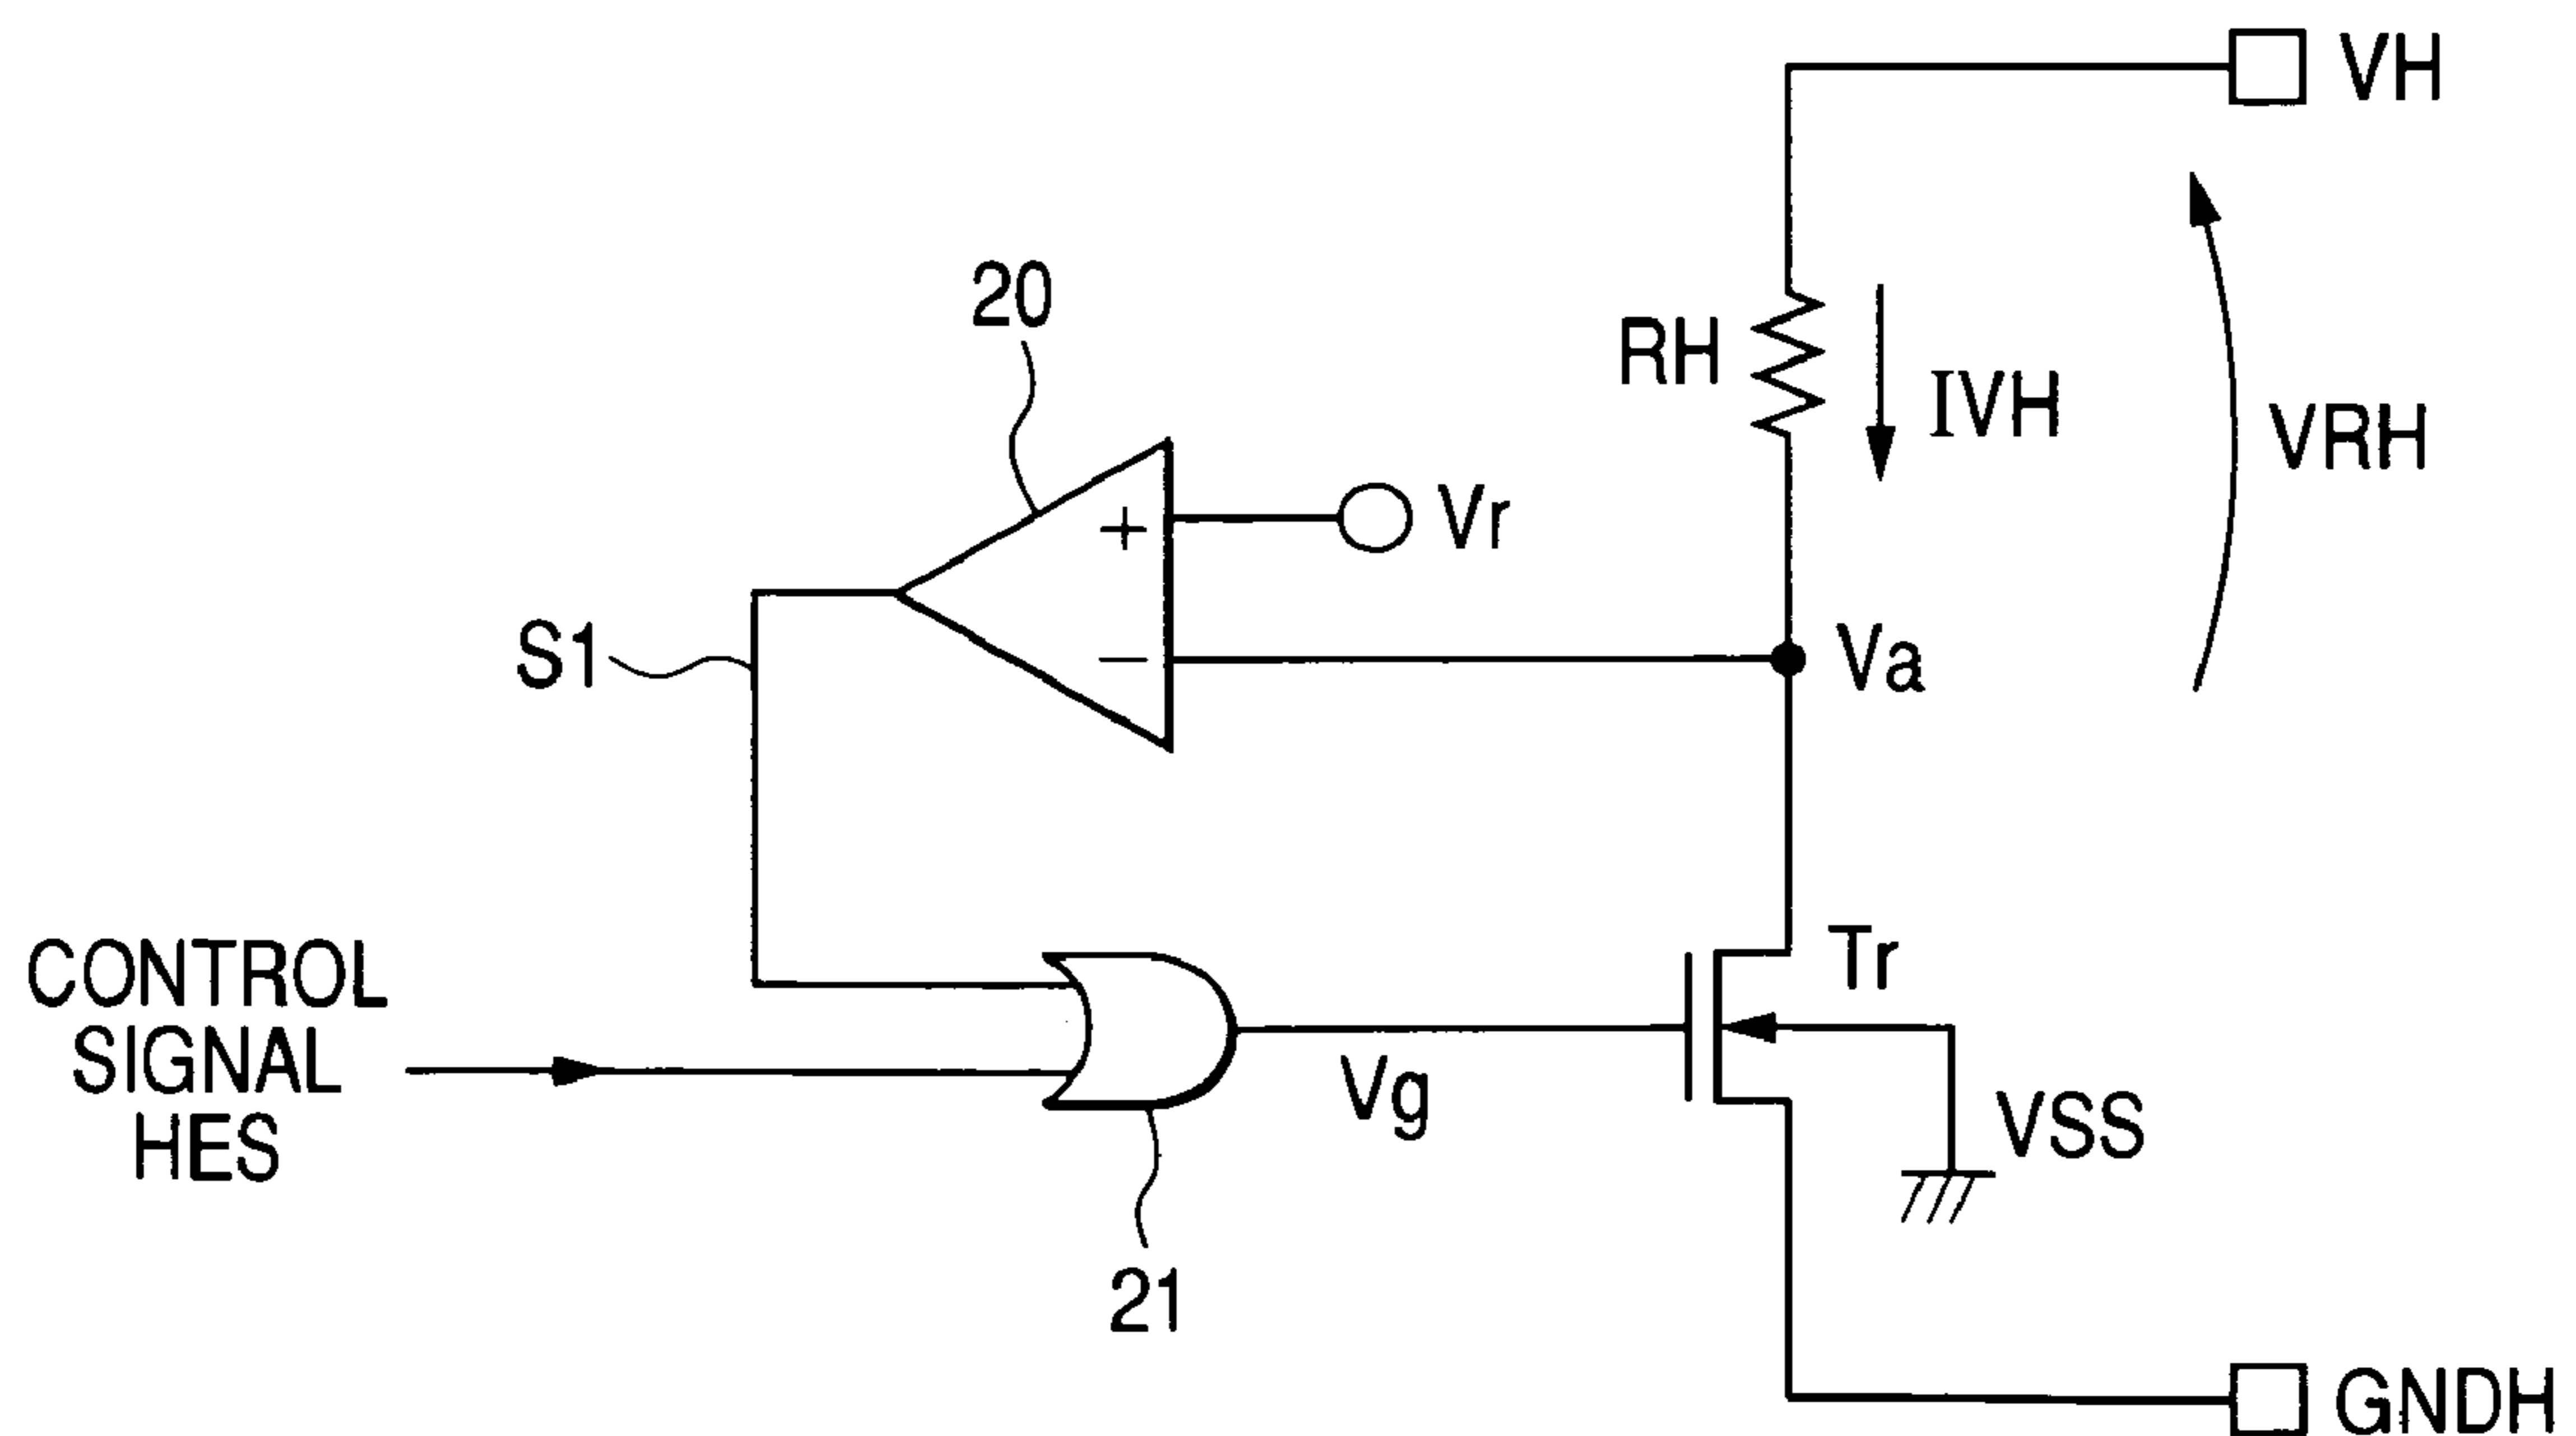 VH
20
RH
IVH
VRH
+
Vr
S1
−
Va
CONTROL
SIGNAL
HES
Tr
Vg
VSS
21
GNDH